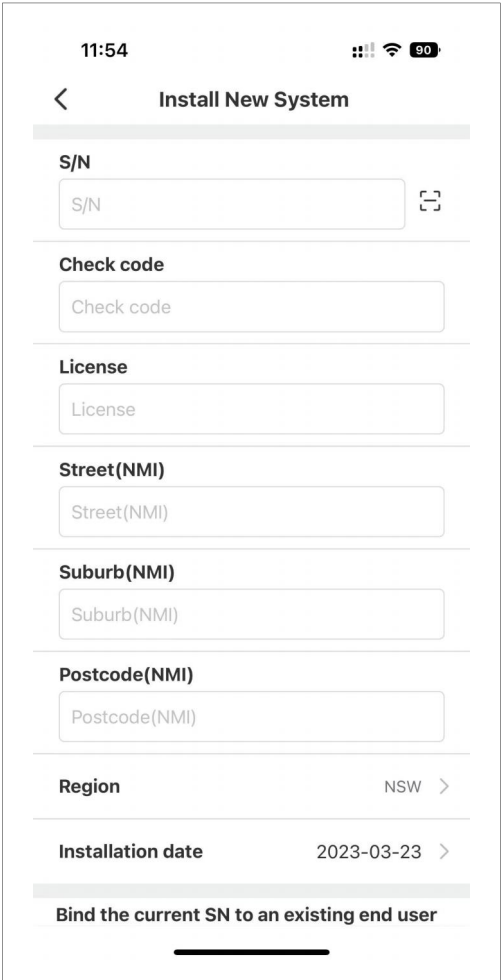 11:54
90
Install New System
S/N
S/N
Check code
Check code
License
License
Street(NMI)
Street(NMI)
Suburb(NMI)
Suburb(NMI)
Postcode(NMI)
Postcode(NMI)
Region NSW
Installation date 2023-03-23
Bind the current SN to an existing end user